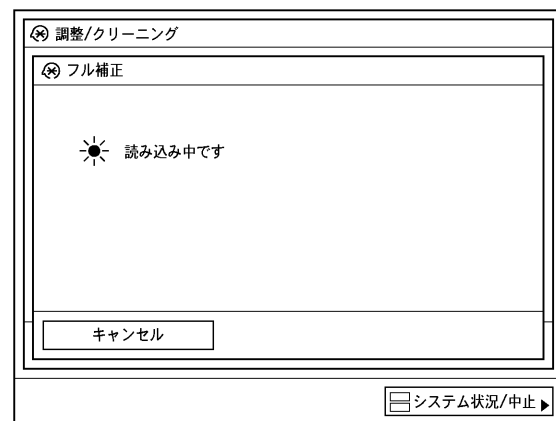 調整/クリーニング
フル補正
読み込み中です
キャンセル
システム状況/中止